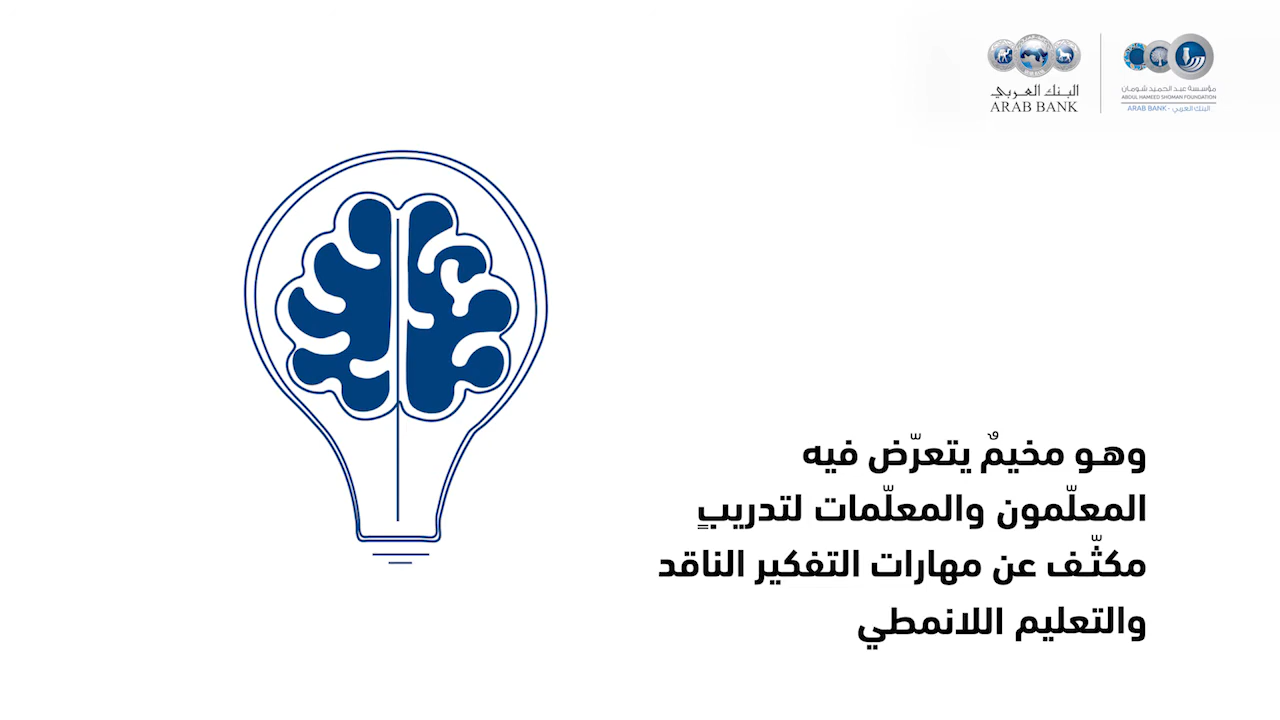 البنك العربي
ARAB BANK
مؤسسة عبد الحميد شومان
ABDUL HAMEED SHOMAN FOUNDATION
ARAB BANK - البنك العربي
وهو مخيمٌ يتعرّض فيه
المعلّمون والمعلّمات لتدريبٍ
مكثّف عن مهارات التفكير الناقد
والتعليم اللانمطي